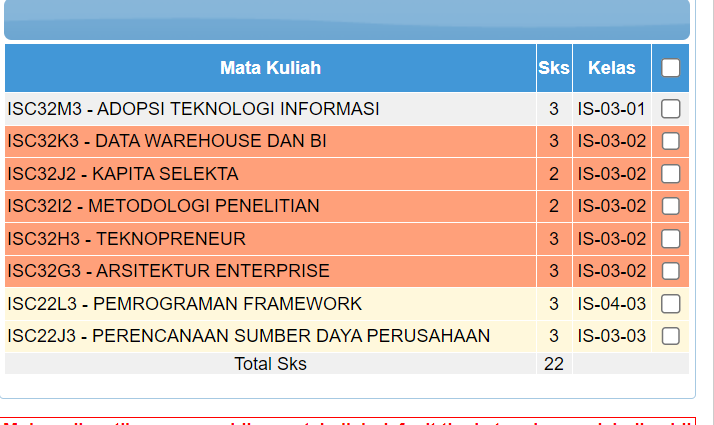 Mata Kuliah Sks Kelas
ISC32M3 - ADOPSI TEKNOLOGI INFORMASI 3 IS-03-01
ISC32K3 - DATA WAREHOUSE DAN BI 3 IS-03-02
ISC32J2 - KAPITA SELEKTA 2 IS-03-02
ISC32I2 - METODOLOGI PENELITIAN 2 IS-03-02
ISC32H3 - TEKNOPRENEUR 3 IS-03-02
ISC32G3 - ARSITEKTUR ENTERPRISE 3 IS-03-02
ISC22L3 - PEMROGRAMAN FRAMEWORK 3 IS-04-03
ISC22J3 - PERENCANAAN SUMBER DAYA PERUSAHAAN 3 IS-03-03
Total Sks 22